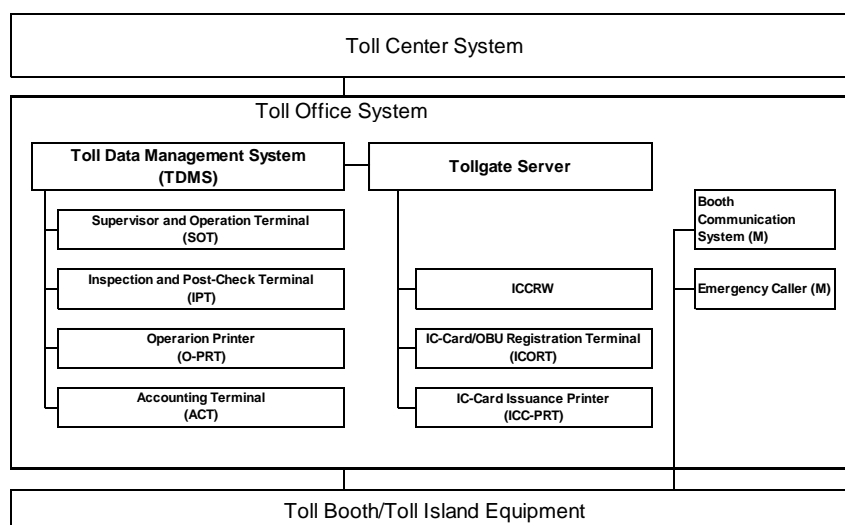 Toll Center System
Toll Office System
Toll Data Management System
(TDMS)
Tollgate Server
Supervisor and Operation Terminal
(SOT)
Inspection and Post-Check Terminal
(IPT)
Operarion Printer
(O-PRT)
Accounting Terminal
(ACT)
ICCRW
IC-Card/OBU Registration Terminal
(ICORT)
IC-Card Issuance Printer
(ICC-PRT)
Booth
Communication
System (M)
Emergency Caller (M)
Toll Booth/Toll Island Equipment